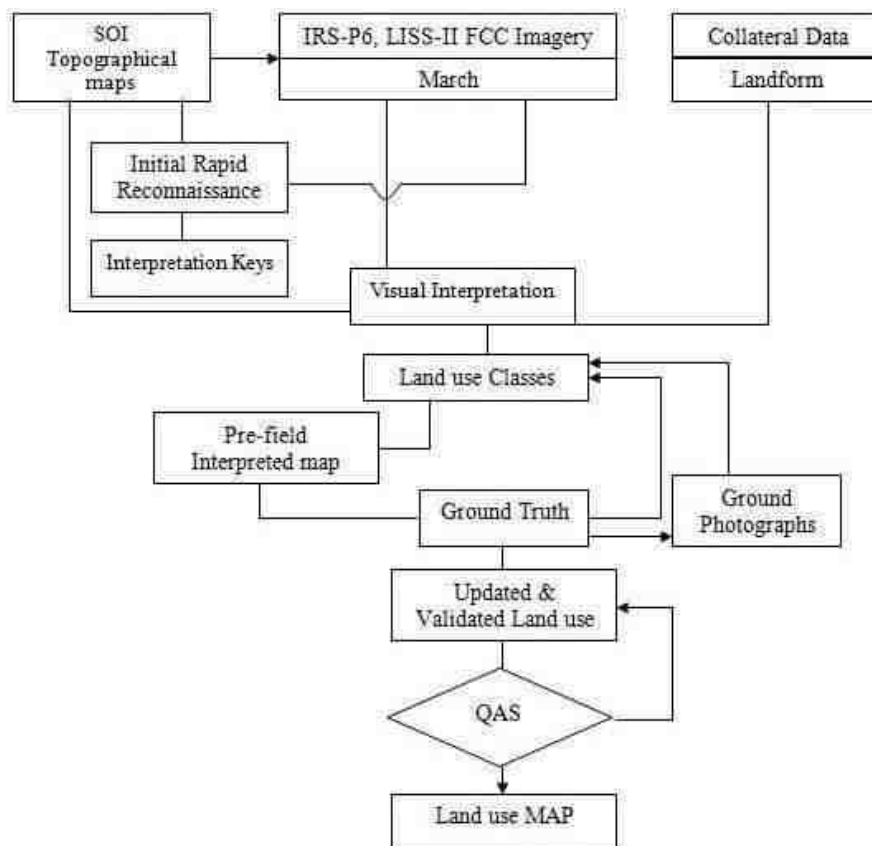 SOI
Topographical
maps
IRS-P6, LISS-II FCC Imagery
March
Collateral Data
Landform
Initial Rapid
Reconnaissance
Interpretation Keys
Visual Interpretation
Land use Classes
Pre-field
Interpreted map
Ground Truth
Ground
Photographs
Updated &
Validated Land use
QAS
Land use MAP